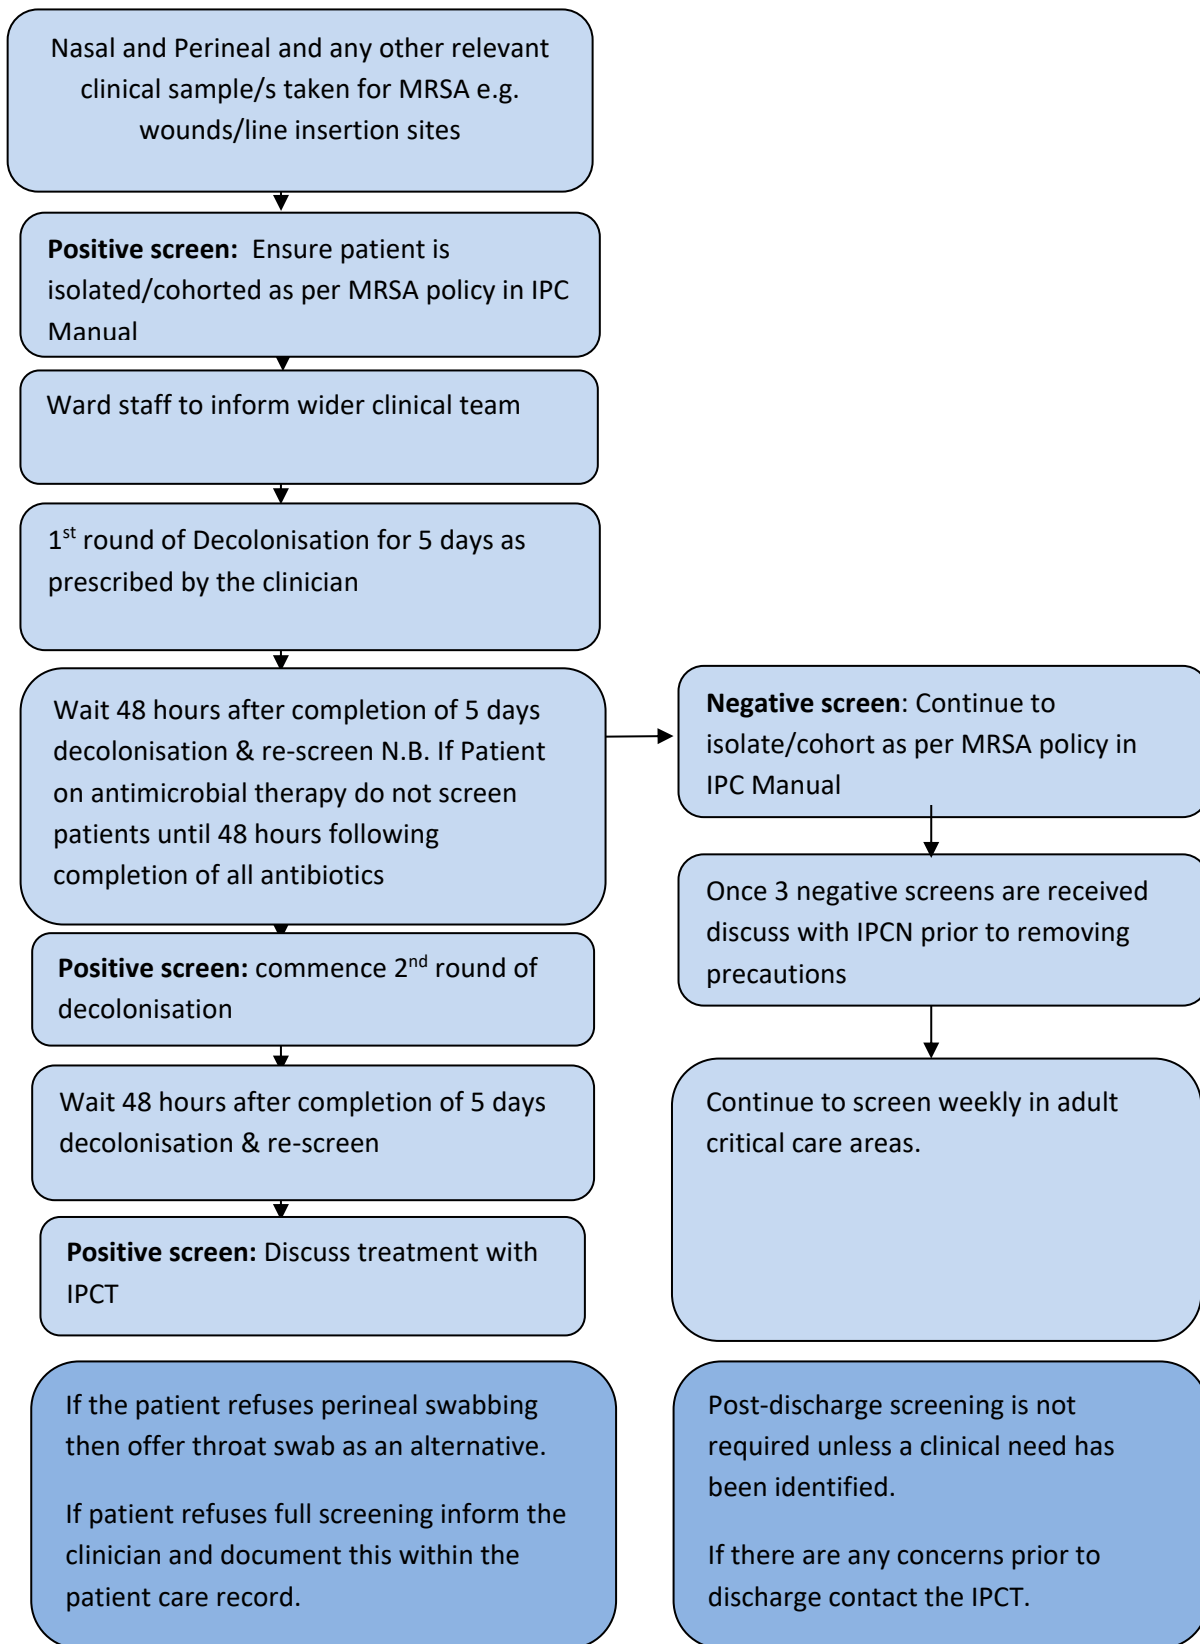 Nasal and Perineal and any other relevant
clinical sample/s taken for MRSA e.g.
wounds/line insertion sites
Positive screen: Ensure patient is
isolated/cohorted as per MRSA policy in IPC
Manual
Ward staff to inform wider clinical team
1st round of Decolonisation for 5 days as
prescribed by the clinician
Wait 48 hours after completion of 5 days
decolonisation & re-screen N.B. If Patient
on antimicrobial therapy do not screen
patients until 48 hours following
completion of all antibiotics
Negative screen: Continue to
isolate/cohort as per MRSA policy in
IPC Manual
Once 3 negative screens are received
discuss with IPCN prior to removing
precautions
Positive screen: commence 2nd round of
decolonisation
Wait 48 hours after completion of 5 days
decolonisation & re-screen
Continue to screen weekly in adult
critical care areas.
Positive screen: Discuss treatment with
IPCT
If the patient refuses perineal swabbing
then offer throat swab as an alternative.
If patient refuses full screening inform the
clinician and document this within the
patient care record.
Post-discharge screening is not
required unless a clinical need has
been identified.
If there are any concerns prior to
discharge contact the IPCT.